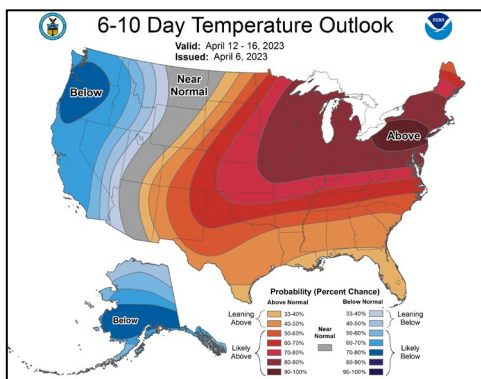 6-10 Day Temperature Outlook
Valid: April 12 - 16, 2023
Issued: April 6, 2023
NOAA
Below
Near
Normal
Above
Below
Probability (Percent Chance)
Above Normal
Below Normal
Leaning
Above
Likely
Above
33-40%
40-50%
50-60%
60-70%
70-80%
80-90%
90-100%
Near
Normal
33-40%
40-50%
50-60%
60-70%
70-80%
80-90%
90-100%
Leaning
Below
Likely
Below